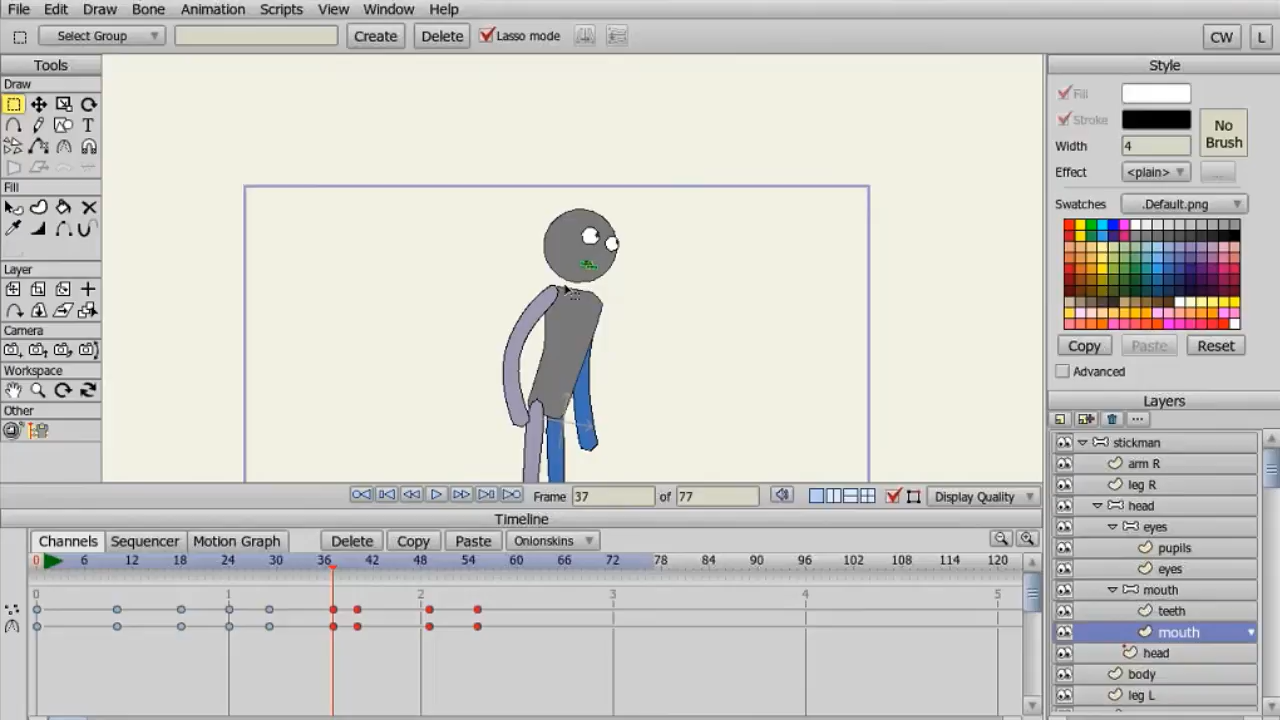 File Edit Draw Bone Animation Scripts View Window Help
Select Group Create Delete Lasso mode CW L
Tools
Draw
T
Fill
Layer
Camera
Workspace
Other
Style
Fill
Stroke
No Brush
Width 4
Effect <plain> ...
Swatches .Default.png
Copy Paste Reset
Advanced
Layers
...
stickman
arm R
leg R
head
eyes
pupils
eyes
mouth
teeth
mouth
head
body
leg L
Frame 37 of 77 Display Quality
Timeline
Channels Sequencer Motion Graph Delete Copy Paste Onionskins
0 6 12 18 24 30 36 42 48 54 60 66 72 78 84 90 96 102 108 114 120
0 1 2 3 4 5